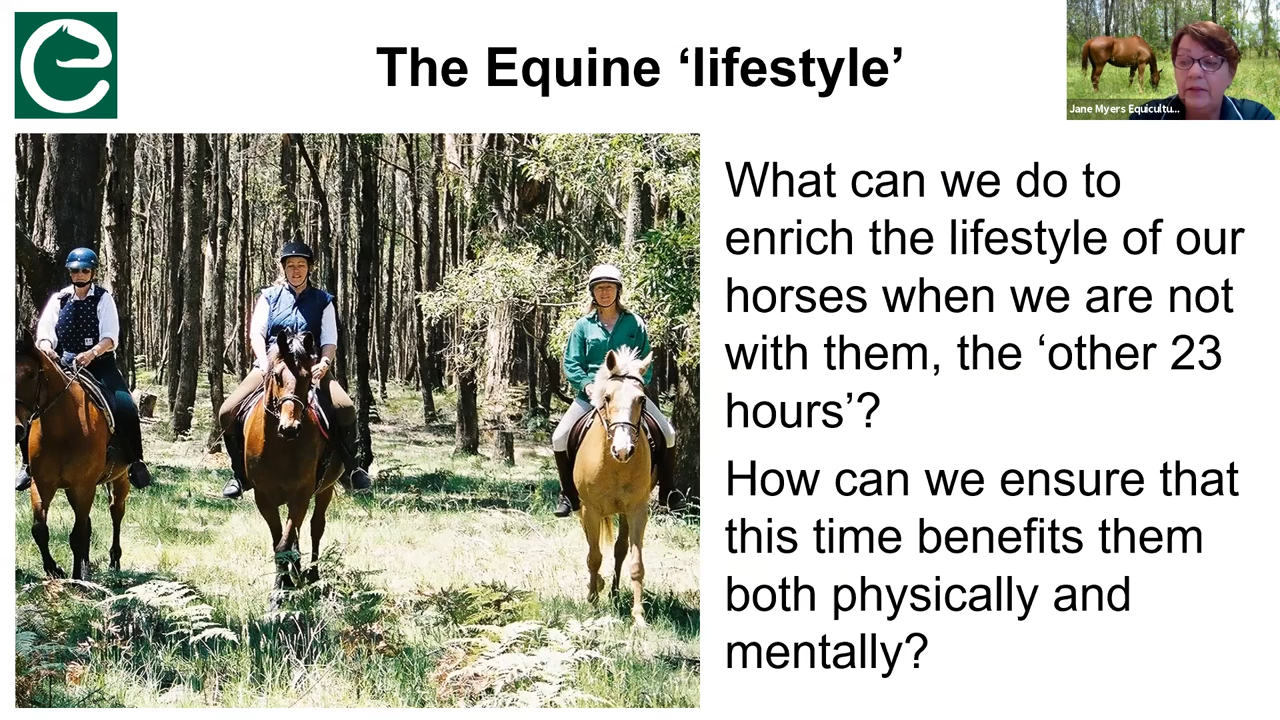 The Equine ‘lifestyle’
Jane Myers Equicultu...
What can we do to
enrich the lifestyle of our
horses when we are not
with them, the ‘other 23
hours’?
How can we ensure that
this time benefits them
both physically and
mentally?